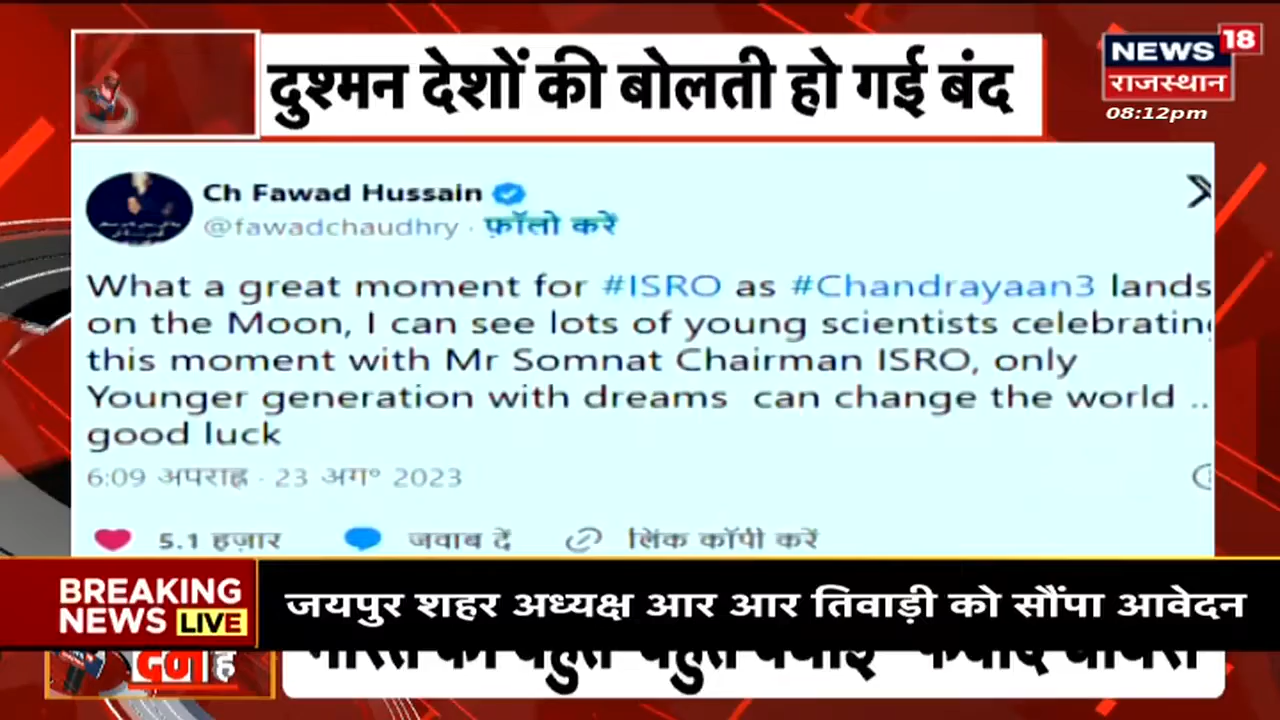 दुश्मन देशों की बोलती हो गई बंद
NEWS 18
राजस्थान
08:12pm
Ch Fawad Hussain
@fawadchaudhry · फ़ॉलो करें
What a great moment for #ISRO as #Chandrayaan3 lands
on the Moon, I can see lots of young scientists celebrating
this moment with Mr Somnat Chairman ISRO, only
Younger generation with dreams can change the world ..
good luck
6:09 अपराह्न · 23 अग॰ 2023
5.1 हज़ार जवाब दें लिंक कॉपी करें
BREAKING
NEWS LIVE
जयपुर शहर अध्यक्ष आर आर तिवाड़ी को सौंपा आवेदन